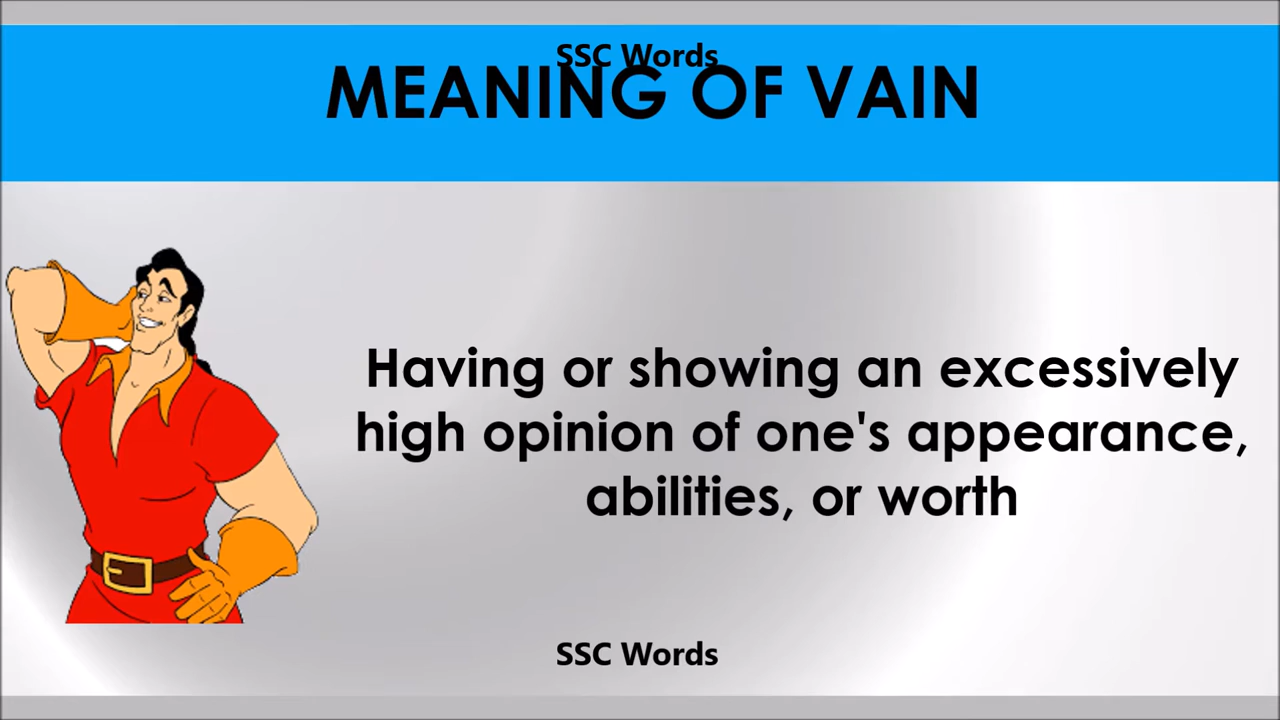 SSC Words
MEANING OF VAIN
Having or showing an excessively
high opinion of one's appearance,
abilities, or worth
SSC Words